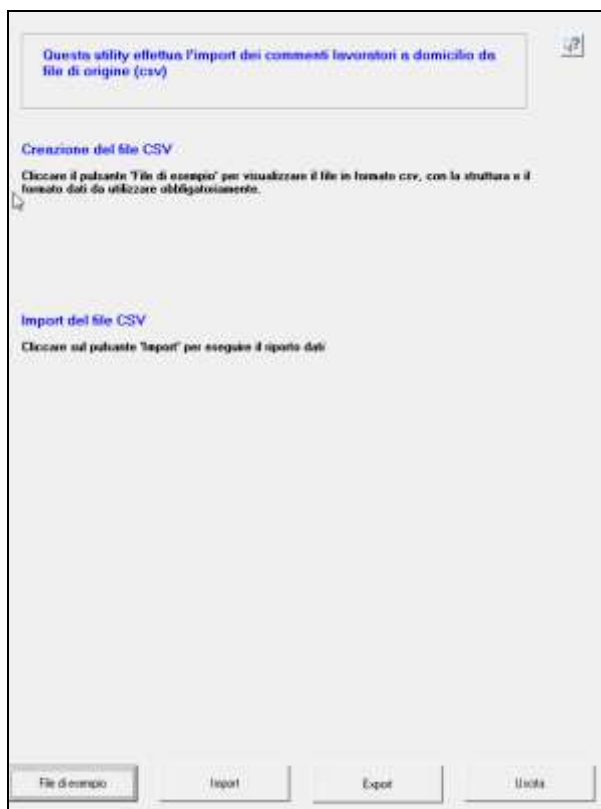 Questa utility effettua l'import dei commenti lavoratori a domicilio da
file di origine (csv)
?
Creazione del file CSV
Cliccare il pulsante 'File di esempio' per visualizzare il file in formato csv, con la struttura e il
formato dati da utilizzare obbligatoriamente.
Import del file CSV
Cliccare sul pulsante 'Import' per eseguire il riporto dati
File di esempio
Import
Export
Uscita